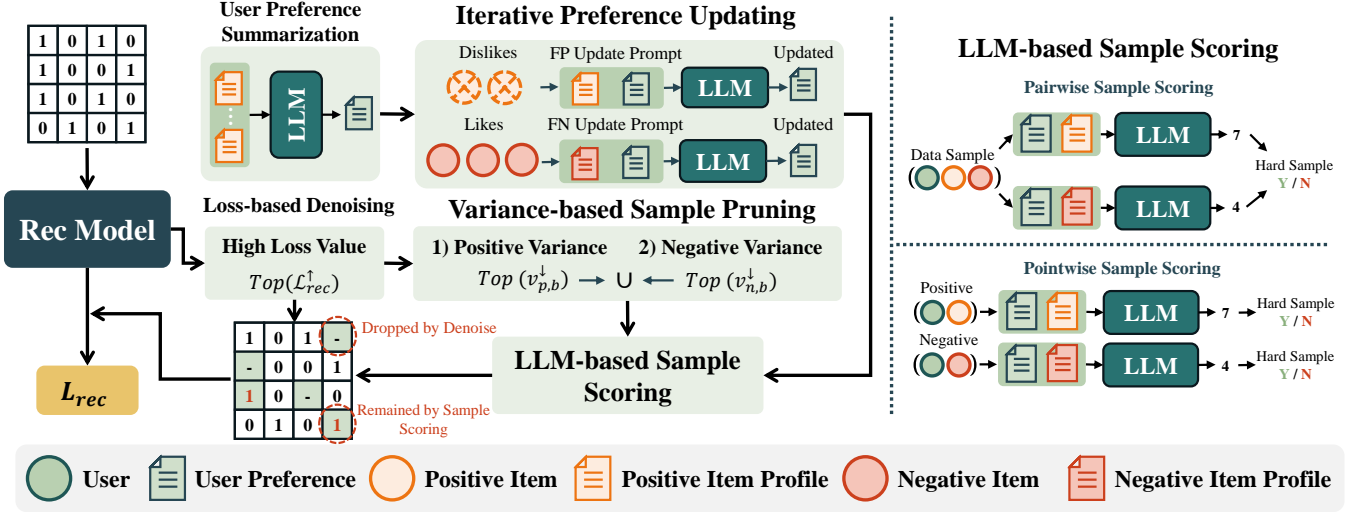 1 0 1 0
1 0 0 1
1 0 1 0
0 1 0 1
Rec Model
L_rec
User Preference
Summarization
LLM
Iterative Preference Updating
Dislikes
FP Update Prompt
Updated
LLM
Likes
FN Update Prompt
Updated
LLM
Loss-based Denoising
High Loss Value
Top(ℒ↑rec)
Variance-based Sample Pruning
1) Positive Variance
2) Negative Variance
Top (v↓p,b)
∪
Top (v↓n,b)
1 0 1 -
- 0 0 1
1 0 - 0
0 1 0 1
Dropped by Denoise
Remained by Sample
Scoring
LLM-based Sample
Scoring
LLM-based Sample Scoring
Pairwise Sample Scoring
Data Sample
( )
LLM
7
LLM
4
Hard Sample
Y / N
Pointwise Sample Scoring
Positive
( )
LLM
7
Hard Sample
Y / N
Negative
( )
LLM
4
Hard Sample
Y / N
User
User Preference
Positive Item
Positive Item Profile
Negative Item
Negative Item Profile